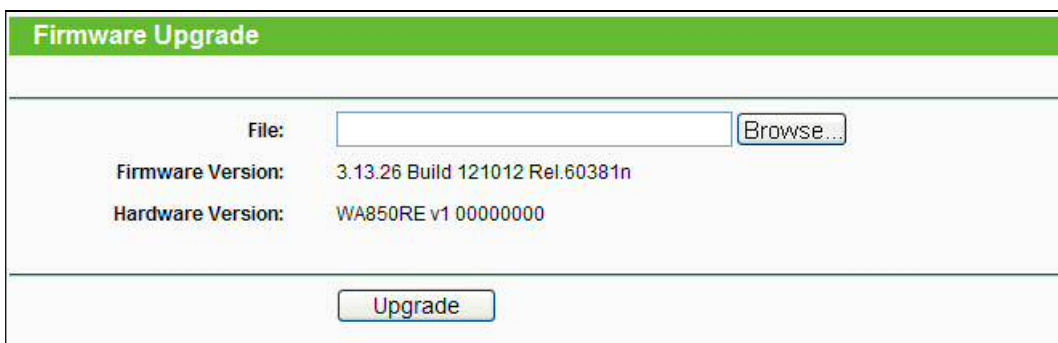 Firmware Upgrade
File: Browse...
Firmware Version: 3.13.26 Build 121012 Rel.60381n
Hardware Version: WA850RE v1 00000000
Upgrade